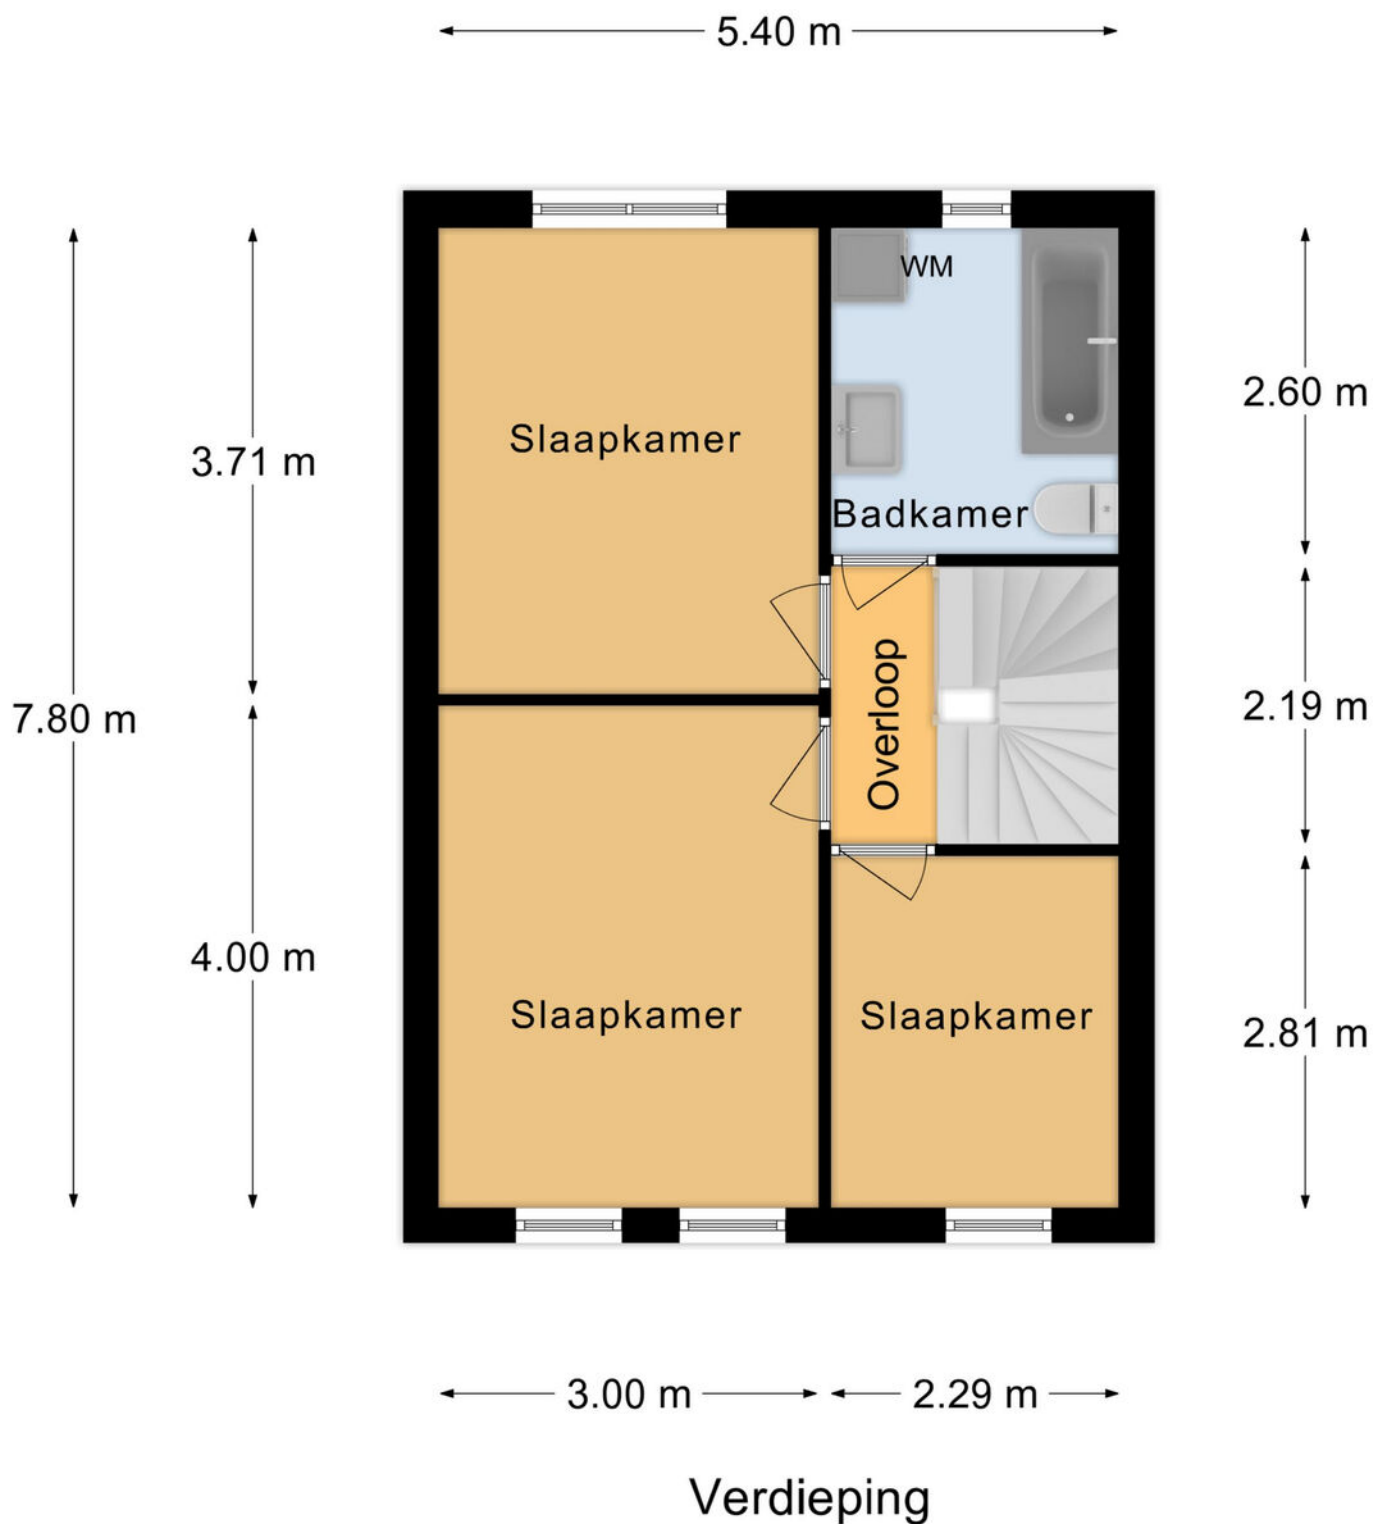 5.40 m
WM
2.60 m
Slaapkamer
3.71 m
Badkamer
Overloop
2.19 m
7.80 m
4.00 m
Slaapkamer
Slaapkamer
2.81 m
3.00 m
2.29 m
Verdieping